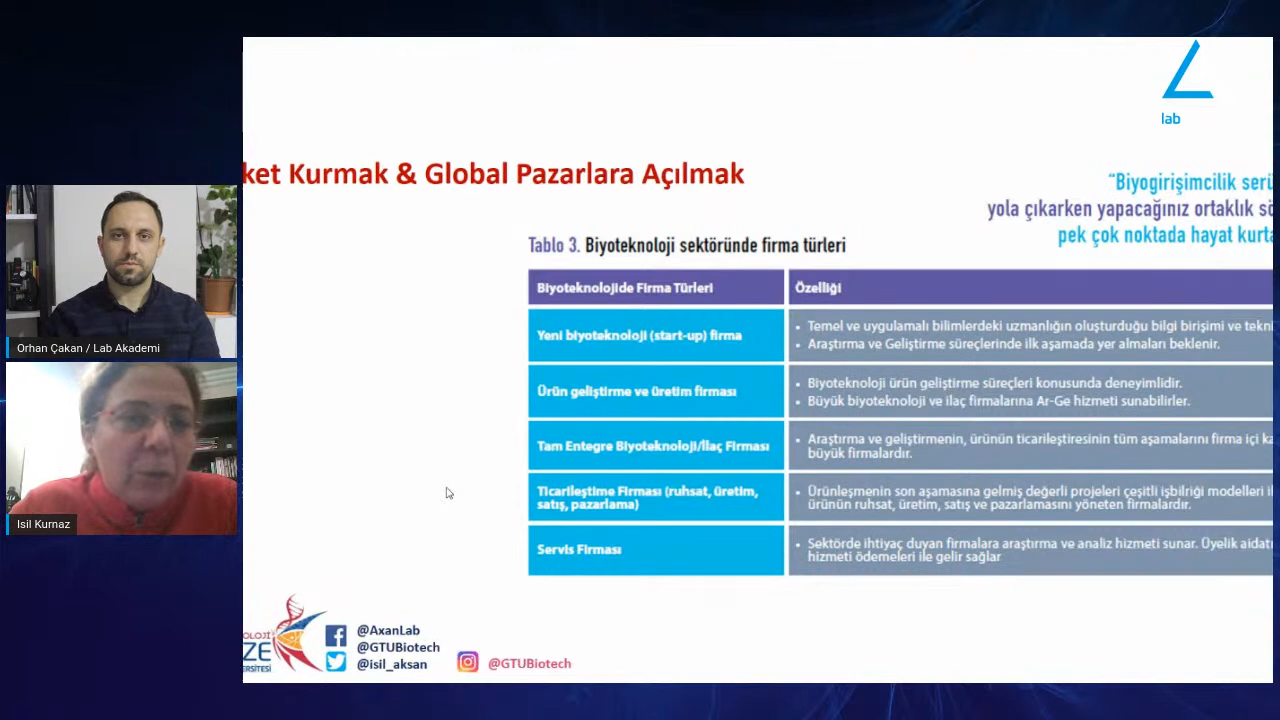 lab
ket Kurmak & Global Pazarlara Açılmak
"Biyogirişimcilik serü
yola çıkarken yapacağınız ortaklık sö
pek çok noktada hayat kurta
Tablo 3. Biyoteknoloji sektöründe firma türleri
Biyoteknolojide Firma Türleri
Özelliği
Yeni biyoteknoloji (start-up) firma
• Temel ve uygulamalı bilimlerdeki uzmanlığın oluşturduğu bilgi birişimi ve tekni
• Araştırma ve Geliştirme süreçlerinde ilk aşamada yer almaları beklenir.
Ürün geliştirme ve üretim firması
• Biyoteknoloji ürün geliştirme süreçleri konusunda deneyimlidir.
• Büyük biyoteknoloji ve ilaç firmalarına Ar-Ge hizmeti sunabilirler.
Tam Entegre Biyoteknoloji/İlaç Firması
• Araştırma ve geliştirmenin, ürünün ticarileştiresinin tüm aşamalarını firma içi ka
büyük firmalardır.
Ticarileştime Firması (ruhsat, üretim,
satış, pazarlama)
• Ürünleşmenin son aşamasına gelmiş değerli projeleri çeşitli işbilriği modelleri il
ürünün ruhsat, üretim, satış ve pazarlamasını yöneten firmalardır.
Servis Firması
• Sektörde ihtiyaç duyan firmalara araştırma ve analiz hizmeti sunar. Üyelik aidatı
hizmeti ödemeleri ile gelir sağlar
Orhan Çakan / Lab Akademi
Isil Kurnaz
OLOJİ
ZE
ERSİTESİ
@AxanLab
@GTUBiotech
@isil_aksan
@GTUBiotech